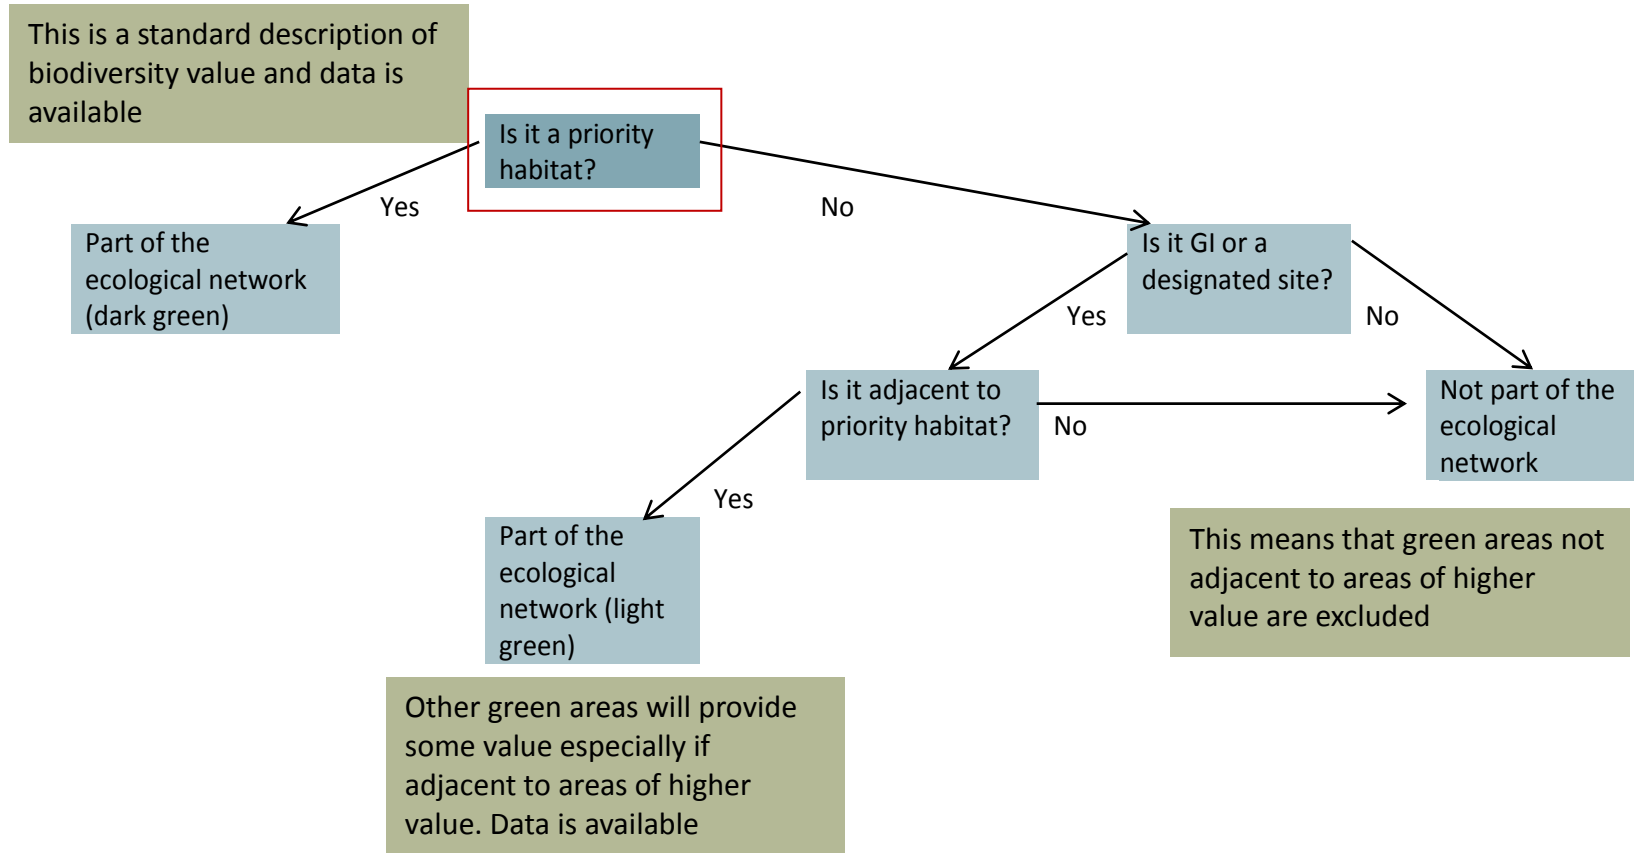 This is a standard description of
biodiversity value and data is
available
Is it a priority
habitat?
Yes
No
Part of the
ecological network
(dark green)
Is it GI or a
designated site?
Yes
No
Is it adjacent to
priority habitat?
No
Not part of the
ecological
network
Yes
Part of the
ecological
network (light
green)
This means that green areas not
adjacent to areas of higher
value are excluded
Other green areas will provide
some value especially if
adjacent to areas of higher
value. Data is available